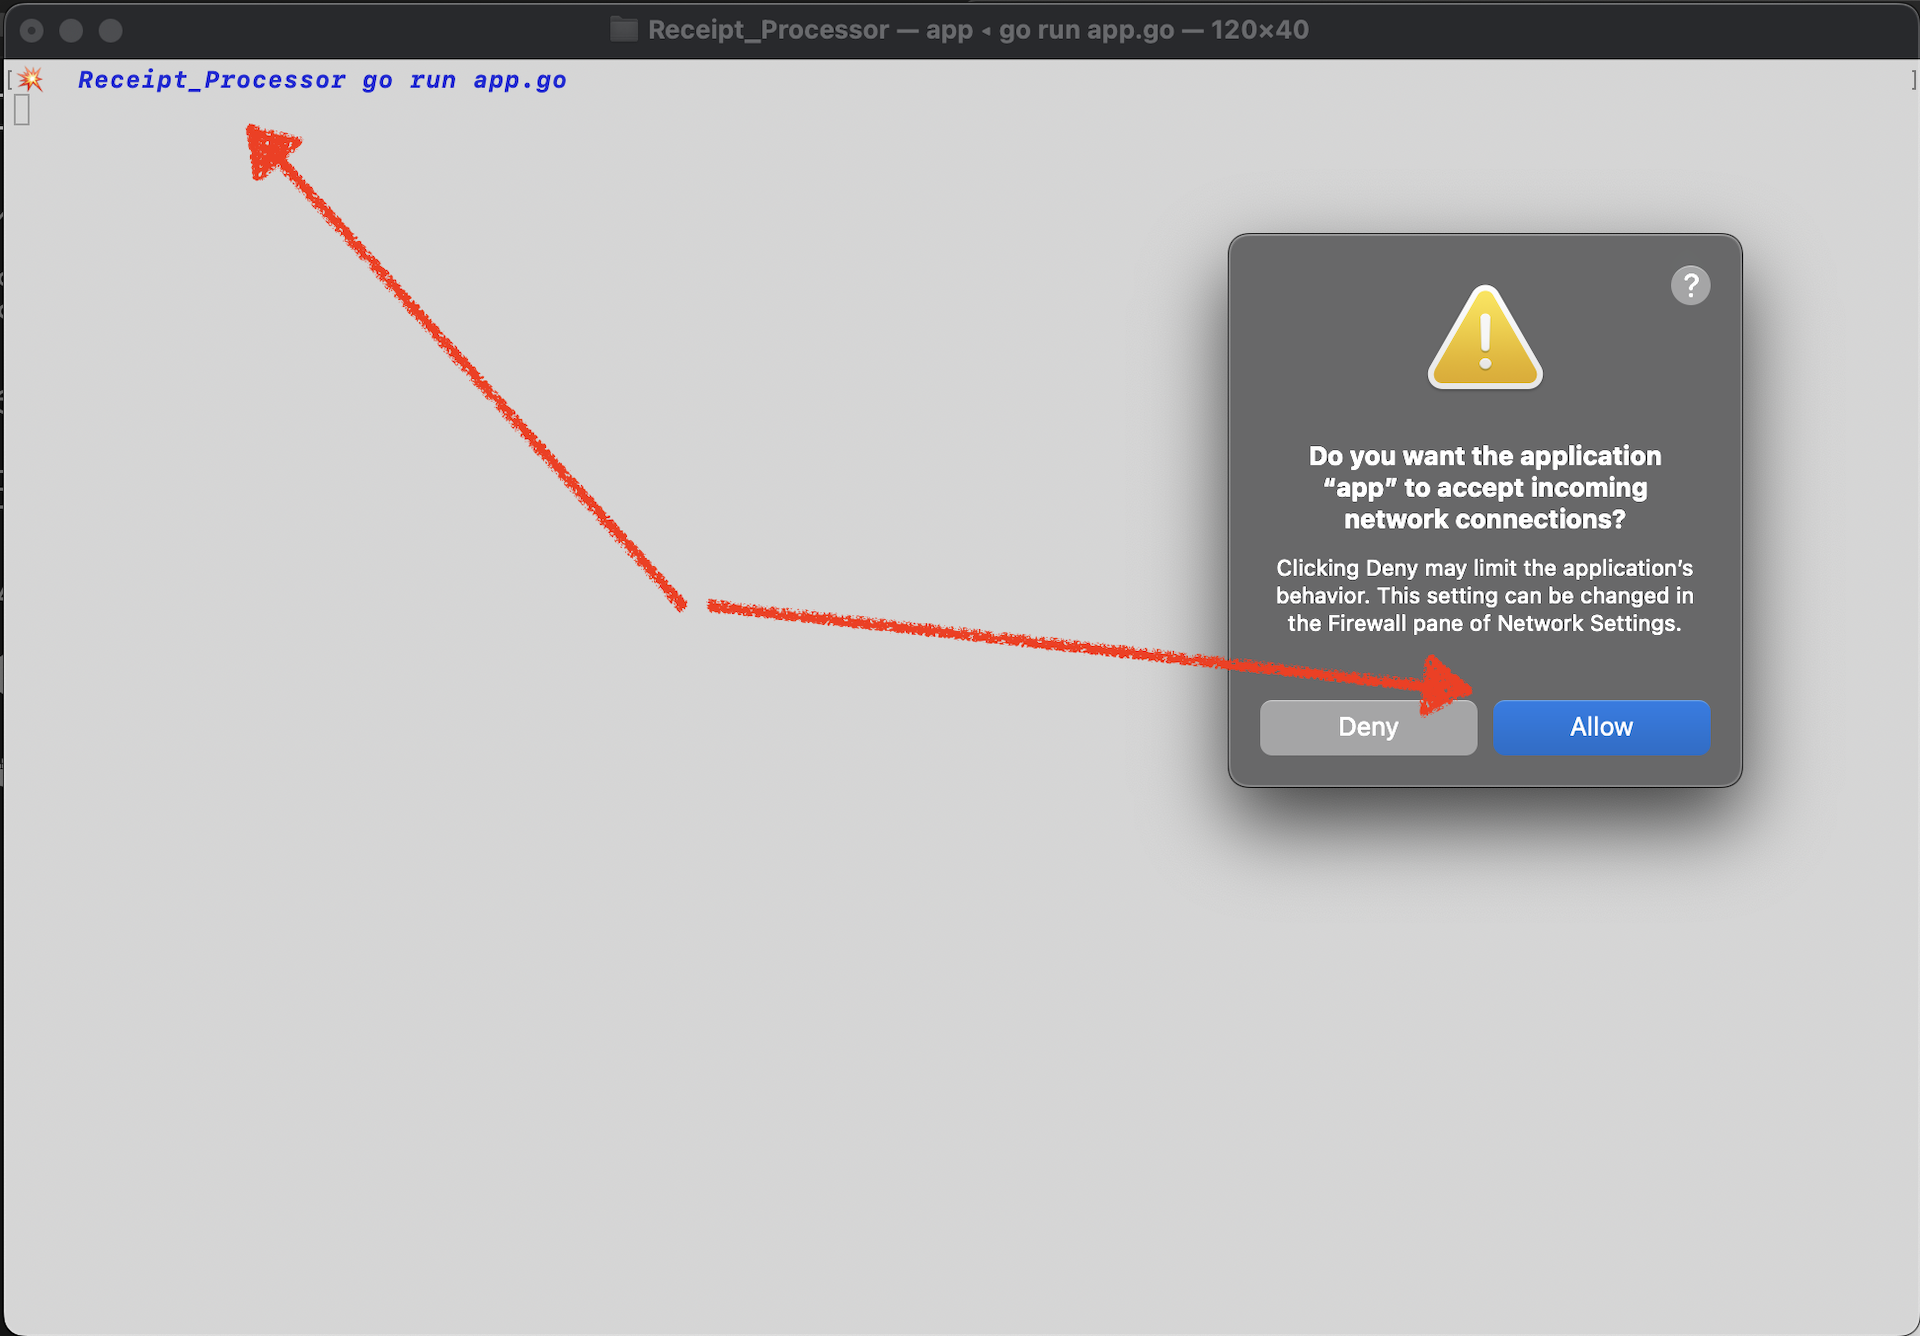 Receipt_Processor — app ◂ go run app.go — 120×40
[💥 Receipt_Processor go run app.go ]
?
Do you want the application
“app” to accept incoming
network connections?
Clicking Deny may limit the application’s
behavior. This setting can be changed in
the Firewall pane of Network Settings.
Deny
Allow